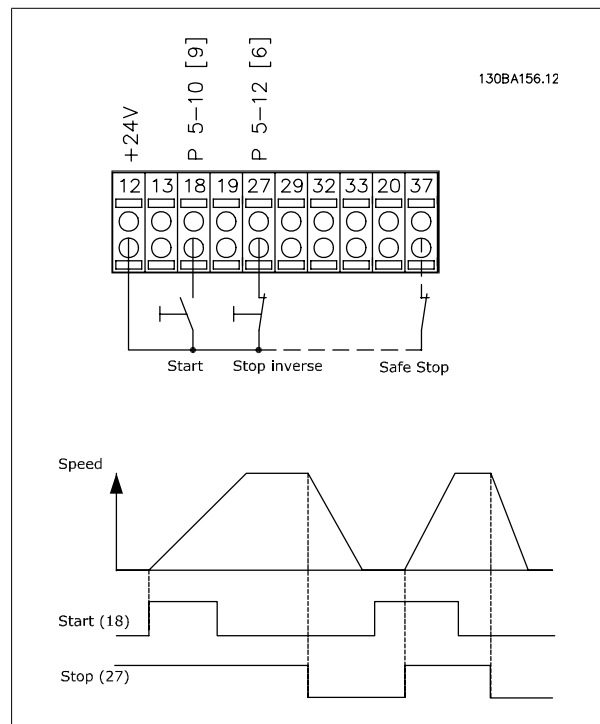 130BA156.12
+24V
P 5-10 [9]
P 5-12 [6]
12 13 18 19 27 29 32 33 20 37
Start Stop inverse Safe Stop
Speed
Start (18)
Stop (27)